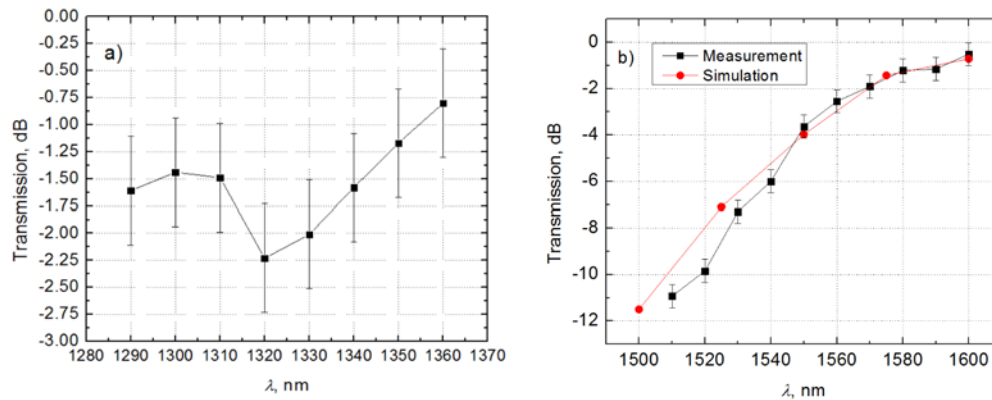 a)
0.00
-0.25
-0.50
-0.75
-1.00
-1.25
-1.50
-1.75
-2.00
-2.25
-2.50
-2.75
-3.00
Transmission, dB
1280 1290 1300 1310 1320 1330 1340 1350 1360 1370
λ, nm
b)
Measurement
Simulation
0
-2
-4
-6
-8
-10
-12
Transmission, dB
1500 1520 1540 1560 1580 1600
λ, nm